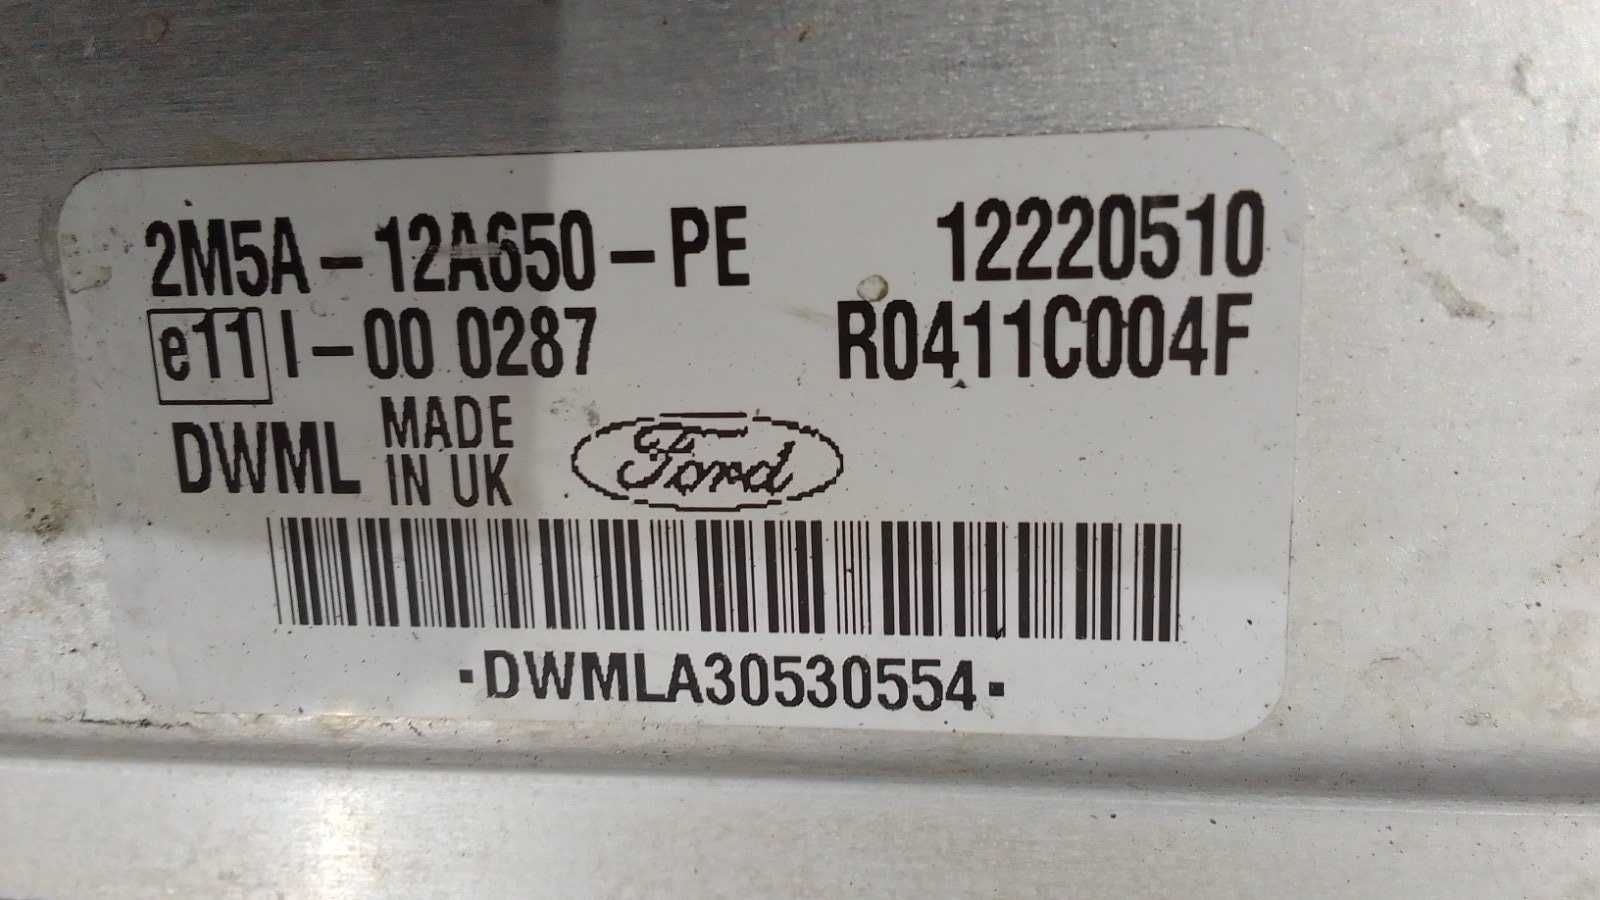 2M5A-12A650-PE 12220510
e11 I-00 0287 R0411C004F
DWML MADE IN UK Ford
·DWMLA30530554·